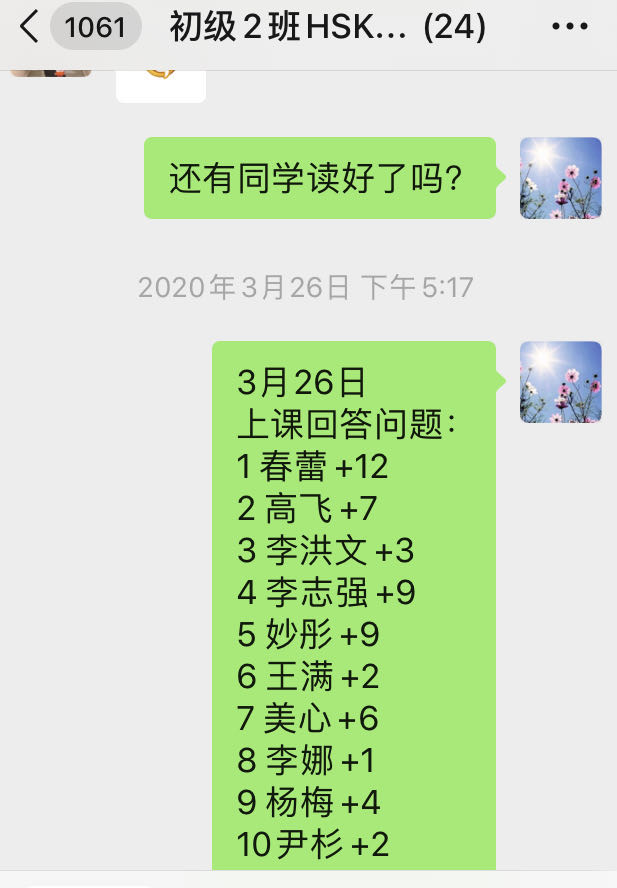 1061
初级2班HSK... (24)
还有同学读好了吗?
2020年3月26日 下午5:17
3月26日
上课回答问题:
1 春蕾+12
2 高飞+7
3 李洪文+3
4 李志强+9
5 妙彤+9
6 王满+2
7 美心+6
8 李娜+1
9 杨梅+4
10尹杉+2